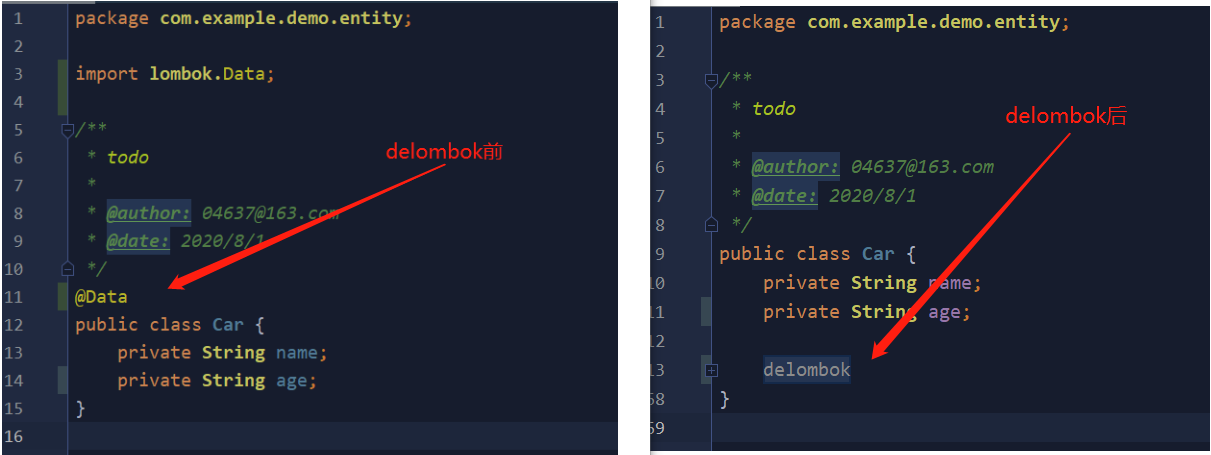 1 package com.example.demo.entity;
2
3 import lombok.Data;
4
5 /**
6 * todo
7 *
8 * @author: 04637@163.com
9 * @date: 2020/8/1
10 */
11 @Data
12 public class Car {
13 private String name;
14 private String age;
15 }
16
delombok前
1 package com.example.demo.entity;
2
3 /**
4 * todo
5 *
6 * @author: 04637@163.com
7 * @date: 2020/8/1
8 */
9 public class Car {
10 private String name;
11 private String age;
12
13 delombok
58 }
59
delombok后